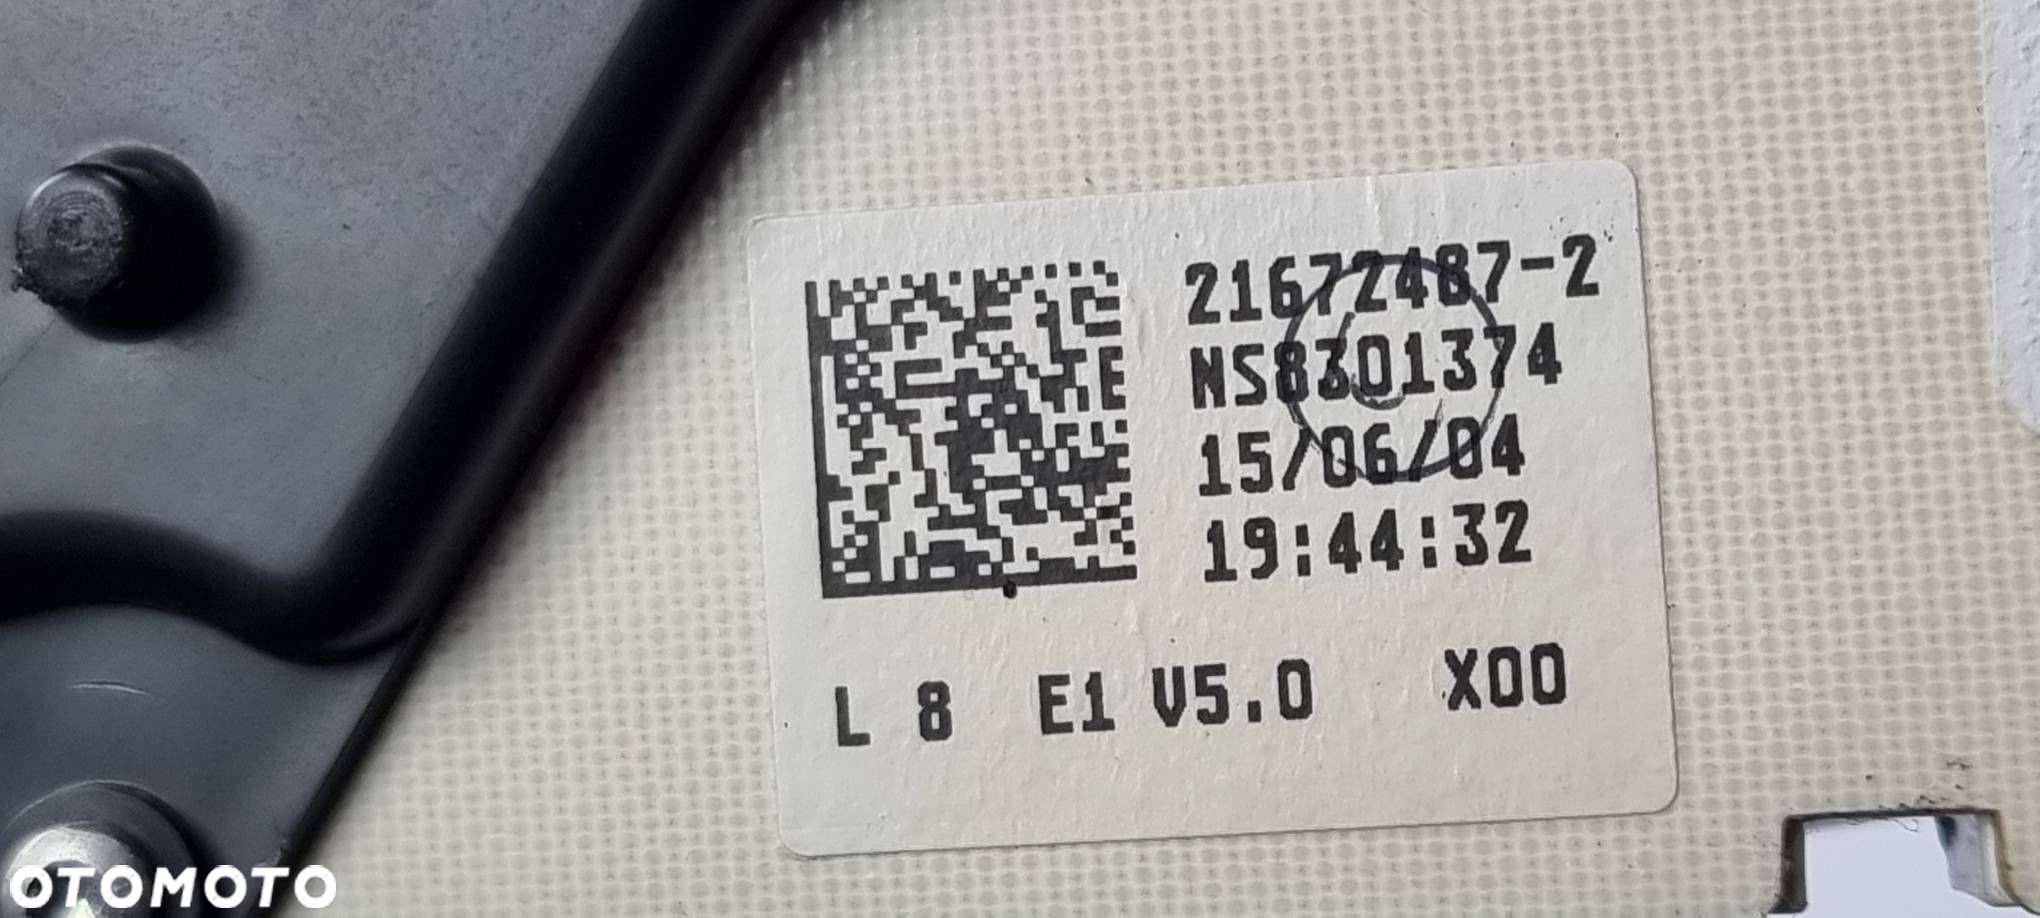 21672487-2
NS8301374
15/06/04
19:44:32
L 8 E1 V5.0 X00
OTOMOTO